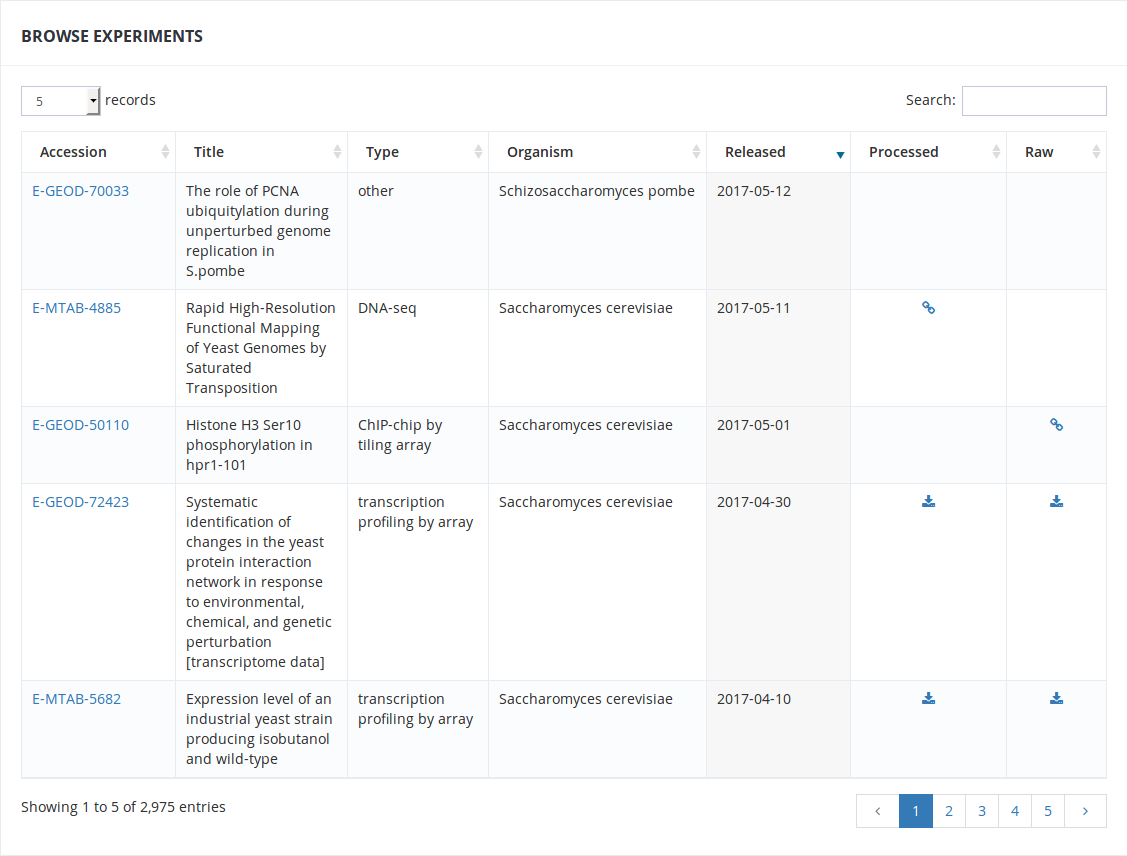 BROWSE EXPERIMENTS
5 records
Search:
Accession Title Type Organism Released Processed Raw
E-GEOD-70033 The role of PCNA other Schizosaccharomyces pombe 2017-05-12
ubiquitylation during
unperturbed genome
replication in
S.pombe
E-MTAB-4885 Rapid High-Resolution DNA-seq Saccharomyces cerevisiae 2017-05-11
Functional Mapping
of Yeast Genomes by
Saturated
Transposition
E-GEOD-50110 Histone H3 Ser10 ChIP-chip by Saccharomyces cerevisiae 2017-05-01
phosphorylation in tiling array
hpr1-101
E-GEOD-72423 Systematic transcription Saccharomyces cerevisiae 2017-04-30
identification of profiling by array
changes in the yeast
protein interaction
network in response
to environmental,
chemical, and genetic
perturbation
[transcriptome data]
E-MTAB-5682 Expression level of an transcription Saccharomyces cerevisiae 2017-04-10
industrial yeast strain profiling by array
producing isobutanol
and wild-type
Showing 1 to 5 of 2,975 entries
‹ 1 2 3 4 5 ›